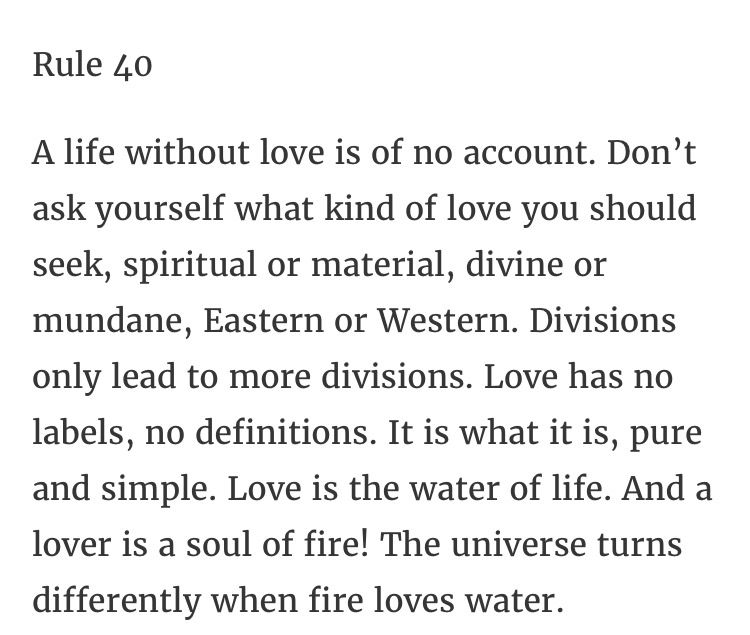 Rule 40
A life without love is of no account. Don’t
ask yourself what kind of love you should
seek, spiritual or material, divine or
mundane, Eastern or Western. Divisions
only lead to more divisions. Love has no
labels, no definitions. It is what it is, pure
and simple. Love is the water of life. And a
lover is a soul of fire! The universe turns
differently when fire loves water.